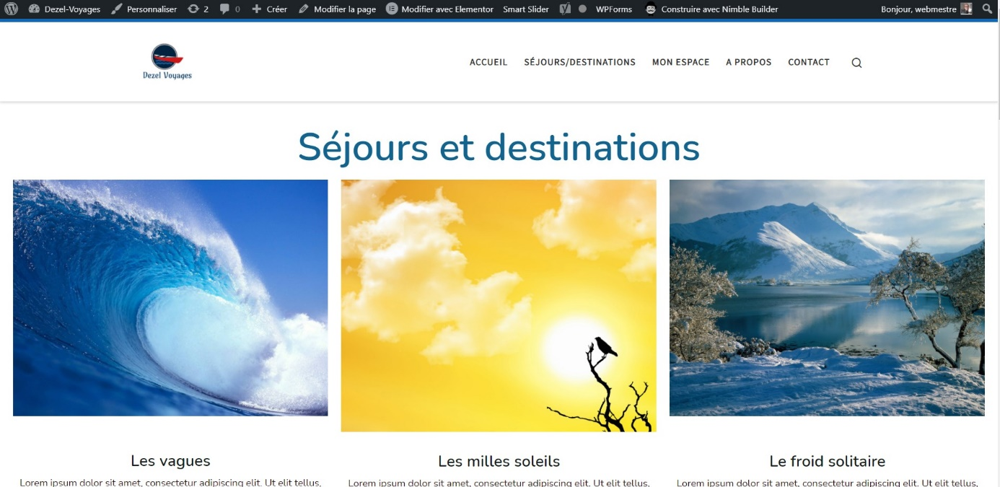 Dezel-Voyages Personnaliser 2 0 Créer Modifier la page Modifier avec Elementor Smart Slider WPForms Construire avec Nimble Builder Bonjour, webmestre
Dezel Voyages
ACCUEIL SÉJOURS/DESTINATIONS MON ESPACE A PROPOS CONTACT
Séjours et destinations
Les vagues Les milles soleils Le froid solitaire
Lorem ipsum dolor sit amet, consectetur adipiscing elit. Ut elit tellus, Lorem ipsum dolor sit amet, consectetur adipiscing elit. Ut elit tellus, Lorem ipsum dolor sit amet, consectetur adipiscing elit. Ut elit tellus,